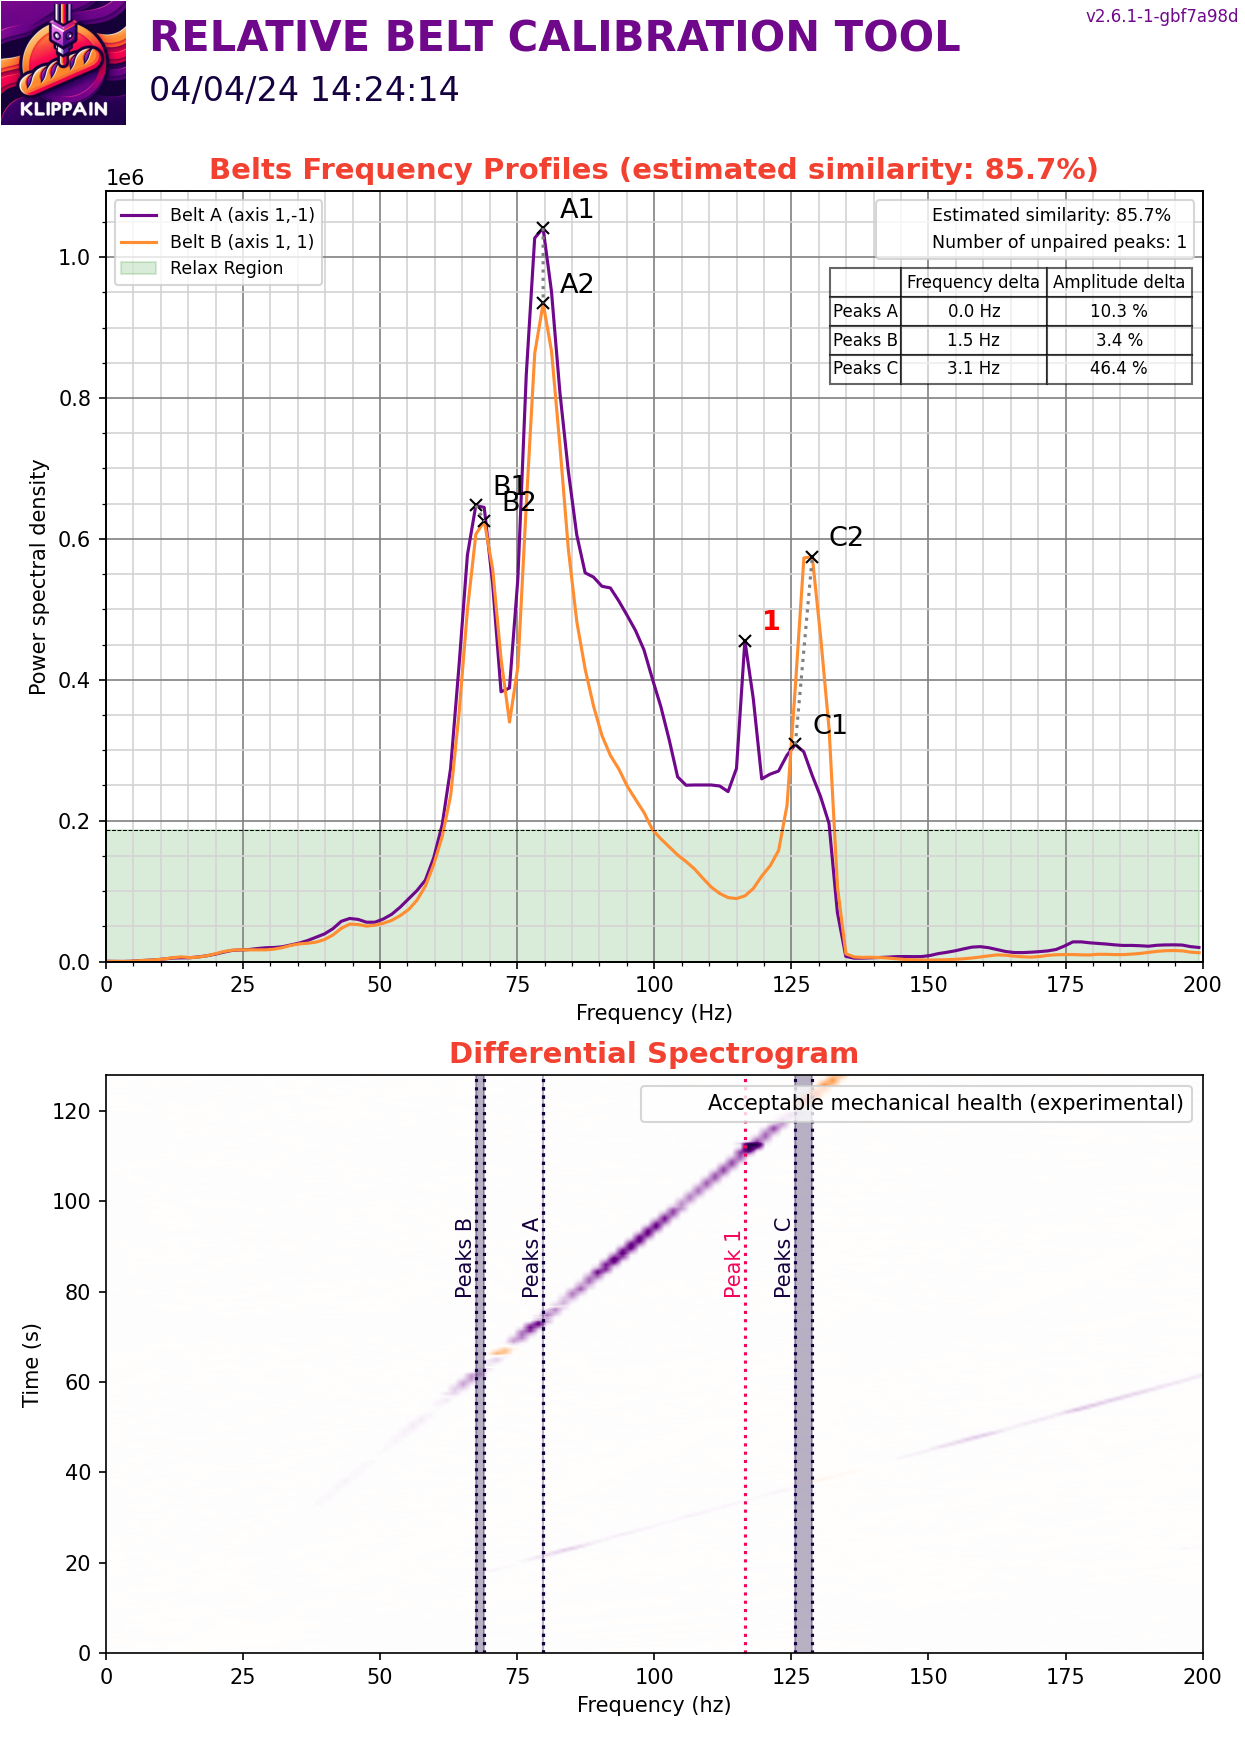 KLIPPAIN
RELATIVE BELT CALIBRATION TOOL
04/04/24 14:24:14
v2.6.1-1-gbf7a98d
Belts Frequency Profiles (estimated similarity: 85.7%)
1e6
Belt A (axis 1,-1)
Belt B (axis 1, 1)
Relax Region
Estimated similarity: 85.7%
Number of unpaired peaks: 1
Frequency delta Amplitude delta
Peaks A 0.0 Hz 10.3 %
Peaks B 1.5 Hz 3.4 %
Peaks C 3.1 Hz 46.4 %
A1
A2
B1
B2
C2
1
C1
Power spectral density
1.0
0.8
0.6
0.4
0.2
0.0
0 25 50 75 100 125 150 175 200
Frequency (Hz)
Differential Spectrogram
Acceptable mechanical health (experimental)
Peaks B
Peaks A
Peak 1
Peaks C
Time (s)
120
100
80
60
40
20
0
0 25 50 75 100 125 150 175 200
Frequency (hz)